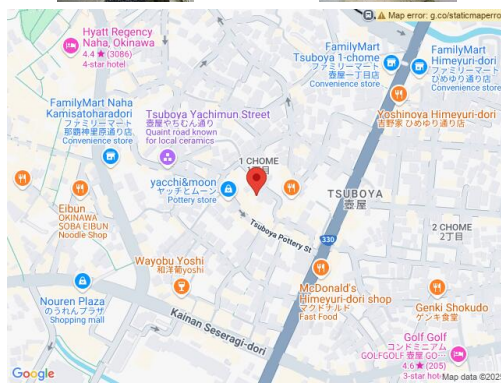 Map error: g.co/staticmaperror
Hyatt Regency
Naha, Okinawa
4.4 ★ (3086)
4-star hotel
FamilyMart
Tsuboya 1-chome
ファミリーマート
壺屋一丁目店
Convenience store
FamilyMart
Himeyuri-dori
ファミリーマート
ひめゆり通り店
Convenience store
FamilyMart Naha
Kamisatoharadori
ファミリーマート
那覇神里原通り店
Convenience store
Tsuboya Yachimun Street
壺屋やちむん通り
Quaint road known
for local ceramics
Yoshinoya Himeyuri-dori
吉野家 ひめゆり通り店
1 CHOME
1丁目
yacchi&moon
ヤッチとムーン
Pottery store
TSUBOYA
壺屋
Eibun
OKINAWA
SOBA EIBUN
Noodle Shop
Tsuboya Pottery St
330
2 CHOME
2丁目
Wayobu Yoshi
和洋葡yoshi
Nouren Plaza
のうれんプラザ
Shopping mall
McDonald's
Himeyuri-dori shop
マクドナルド
Fast Food
Genki Shokudo
ゲンキ食堂
Kainan Seseragi-dori
Golf Golf
コンドミニアム
GOLFGOLF 壺屋 GO…
4.6 ★ (205)
3-star hotel
Google
Map data ©2025